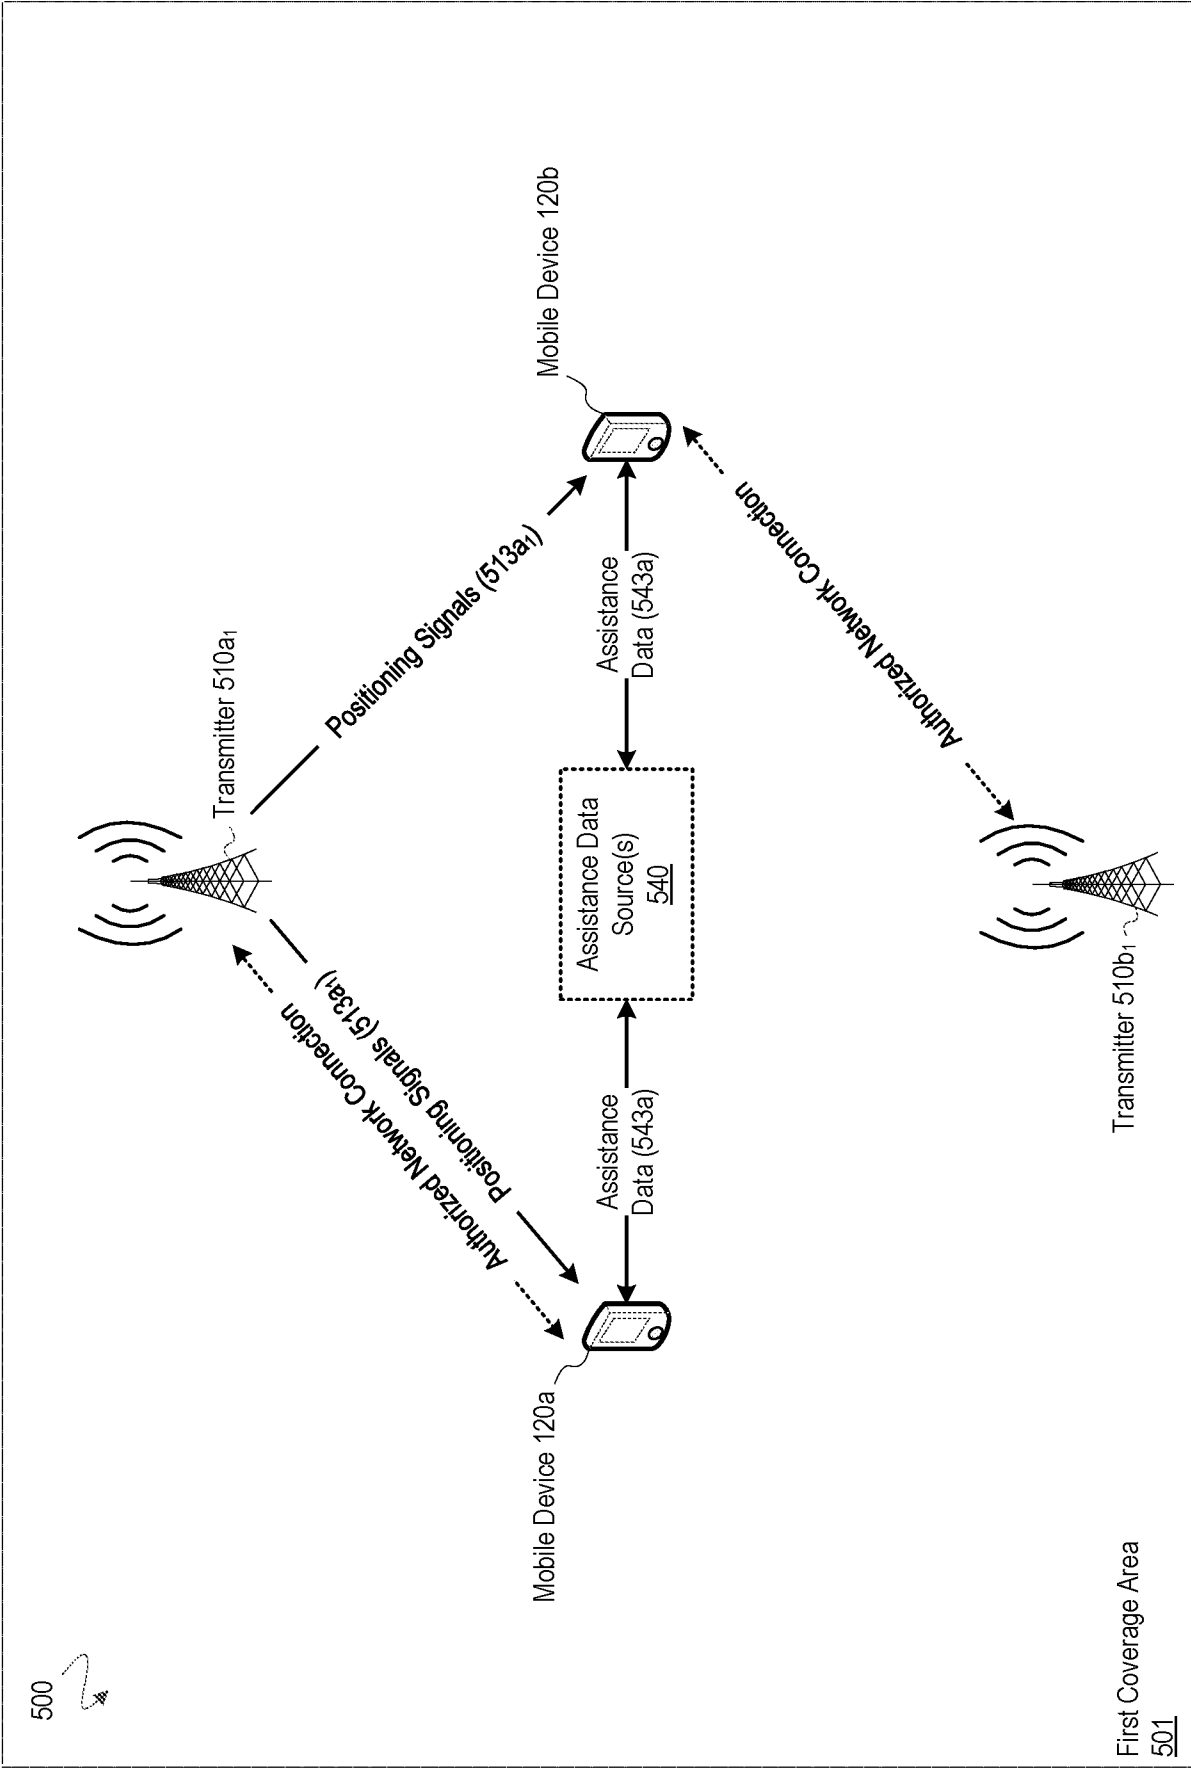 500
Transmitter 510a1
Mobile Device 120b
Positioning Signals (513a1)
Authorized Network Connection
Positioning Signals (513a1)
Assistance
Data (543a)
Assistance Data
Source(s)
540
Assistance
Data (543a)
Mobile Device 120a
Authorized Network Connection
Transmitter 510b1
First Coverage Area
501